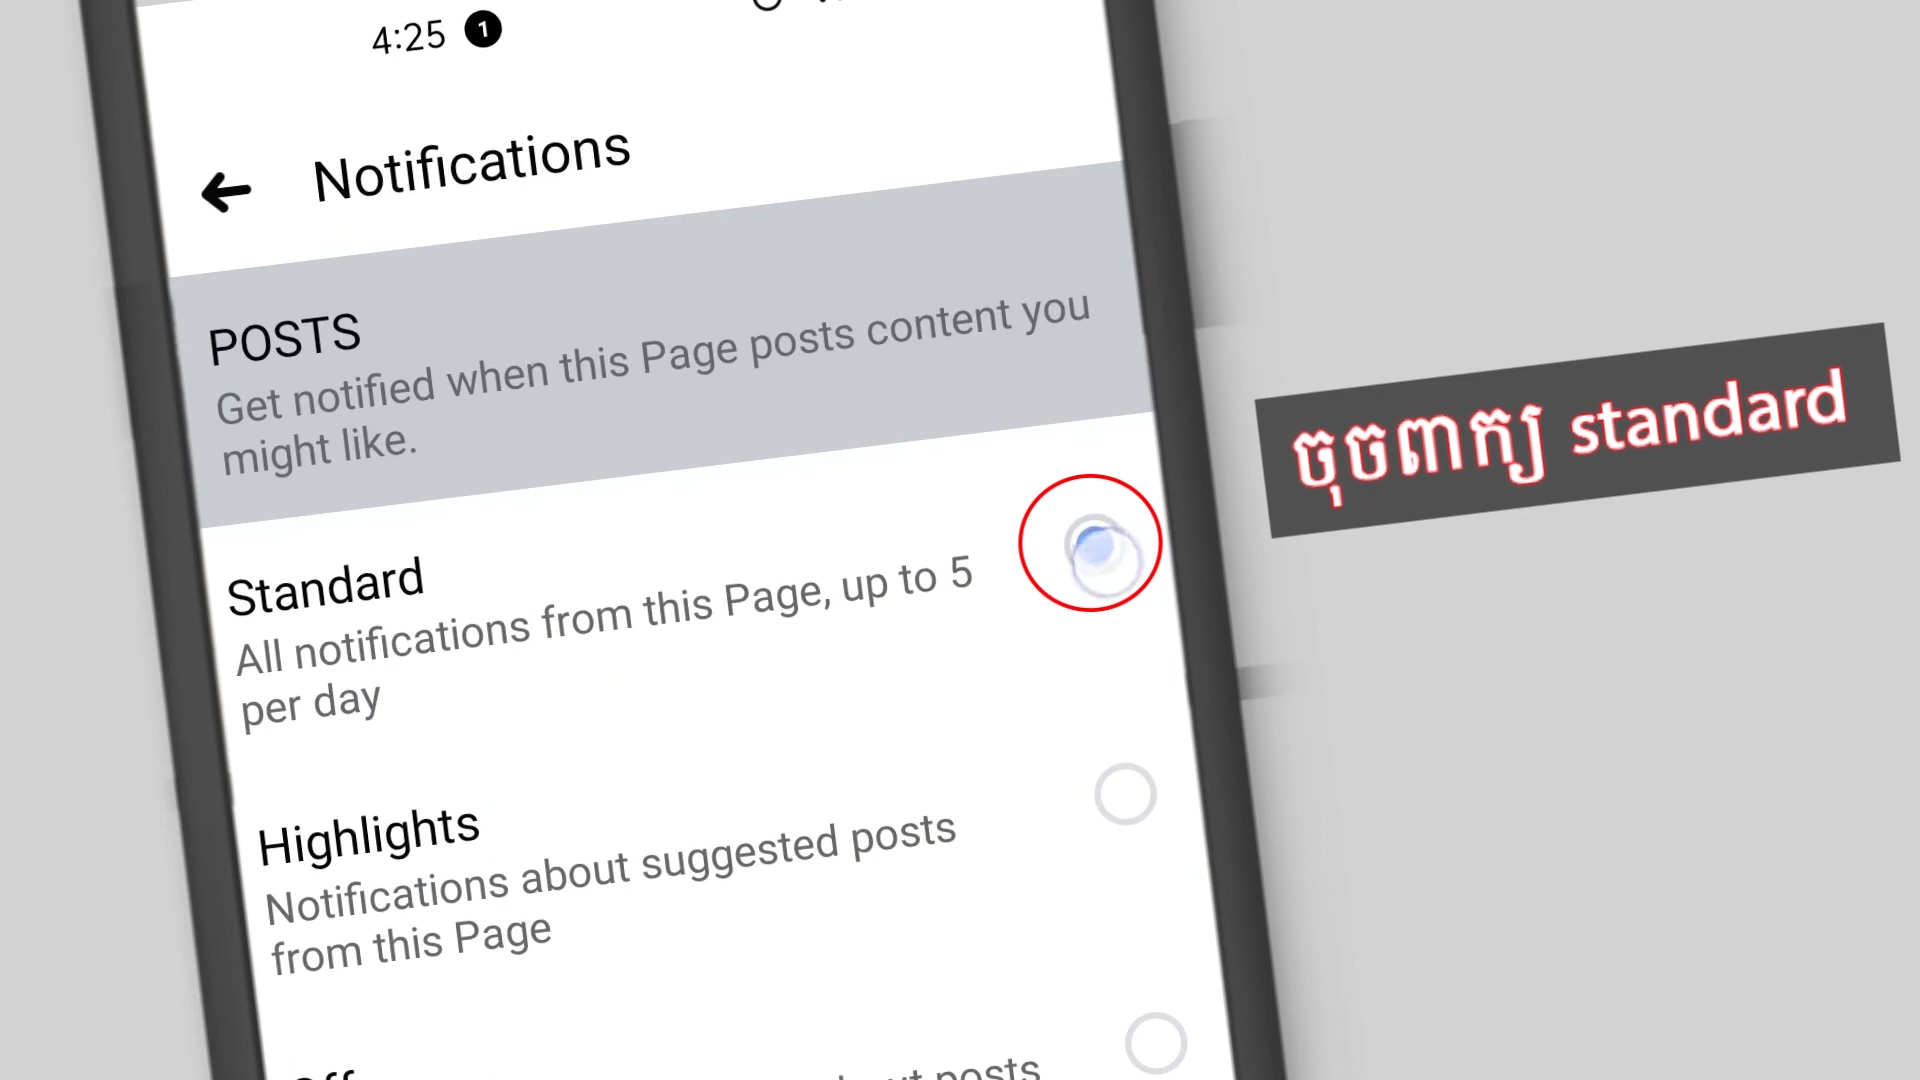 4:25 1
Notifications
POSTS
Get notified when this Page posts content you
might like.
Standard
All notifications from this Page, up to 5
per day
Highlights
Notifications about suggested posts
from this Page
posts
ចុចពាក្យ standard